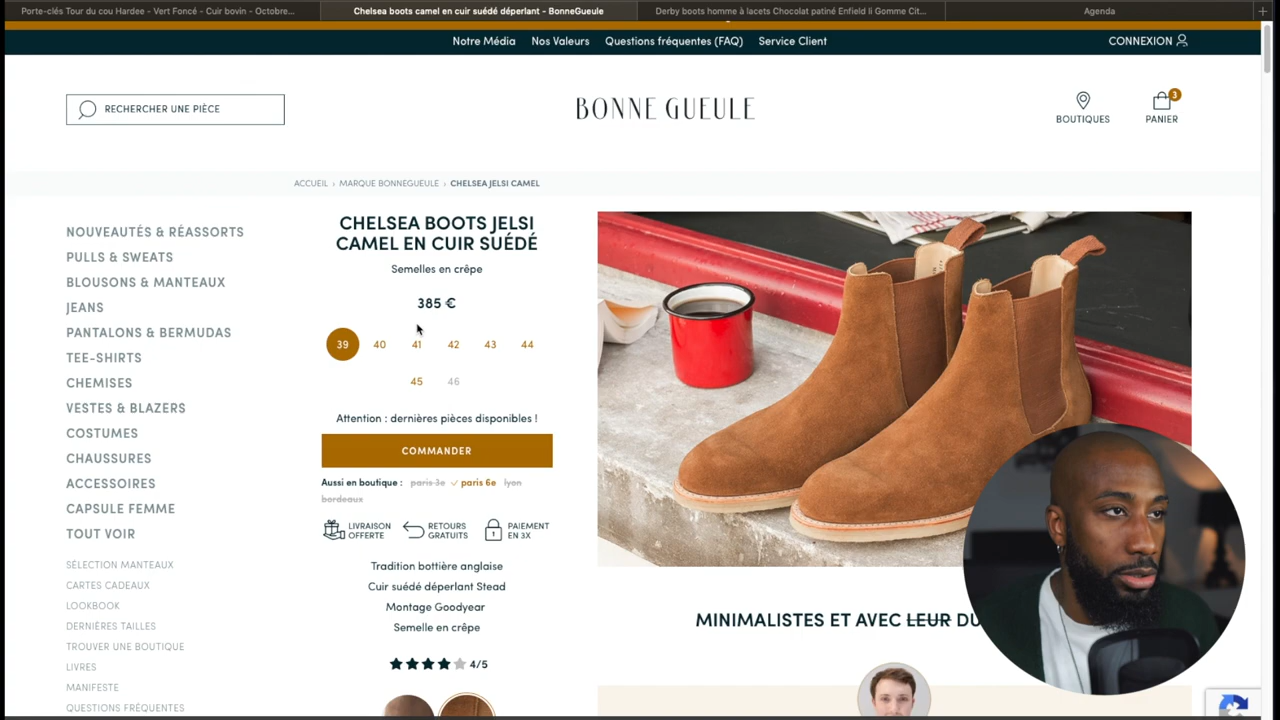 Porte-clés Tour du cou Hardee - Vert Foncé - Cuir bovin - Octobre...
Chelsea boots camel en cuir suédé déperlant - BonneGueule
Derby boots homme à lacets Chocolat patiné Enfield li Gomme Cit...
Agenda
Notre Média
Nos Valeurs
Questions fréquentes (FAQ)
Service Client
CONNEXION
RECHERCHER UNE PIÈCE
BONNE GUEULE
BOUTIQUES
3
PANIER
ACCUEIL › MARQUE BONNEGUEULE › CHELSEA JELSI CAMEL
NOUVEAUTÉS & RÉASSORTS
PULLS & SWEATS
BLOUSONS & MANTEAUX
JEANS
PANTALONS & BERMUDAS
TEE-SHIRTS
CHEMISES
VESTES & BLAZERS
COSTUMES
CHAUSSURES
ACCESSOIRES
CAPSULE FEMME
TOUT VOIR
SÉLECTION MANTEAUX
CARTES CADEAUX
LOOKBOOK
DERNIÈRES TAILLES
TROUVER UNE BOUTIQUE
LIVRES
MANIFESTE
QUESTIONS FRÉQUENTES
CHELSEA BOOTS JELSI
CAMEL EN CUIR SUÉDÉ
Semelles en crêpe
385 €
39 40 41 42 43 44
45 46
Attention : dernières pièces disponibles !
COMMANDER
Aussi en boutique : paris 3e paris 6e lyon
bordeaux
LIVRAISON
OFFERTE
RETOURS
GRATUITS
PAIEMENT
EN 3X
Tradition bottière anglaise
Cuir suédé déperlant Stead
Montage Goodyear
Semelle en crêpe
4/5
MINIMALISTES ET AVEC LEUR DU